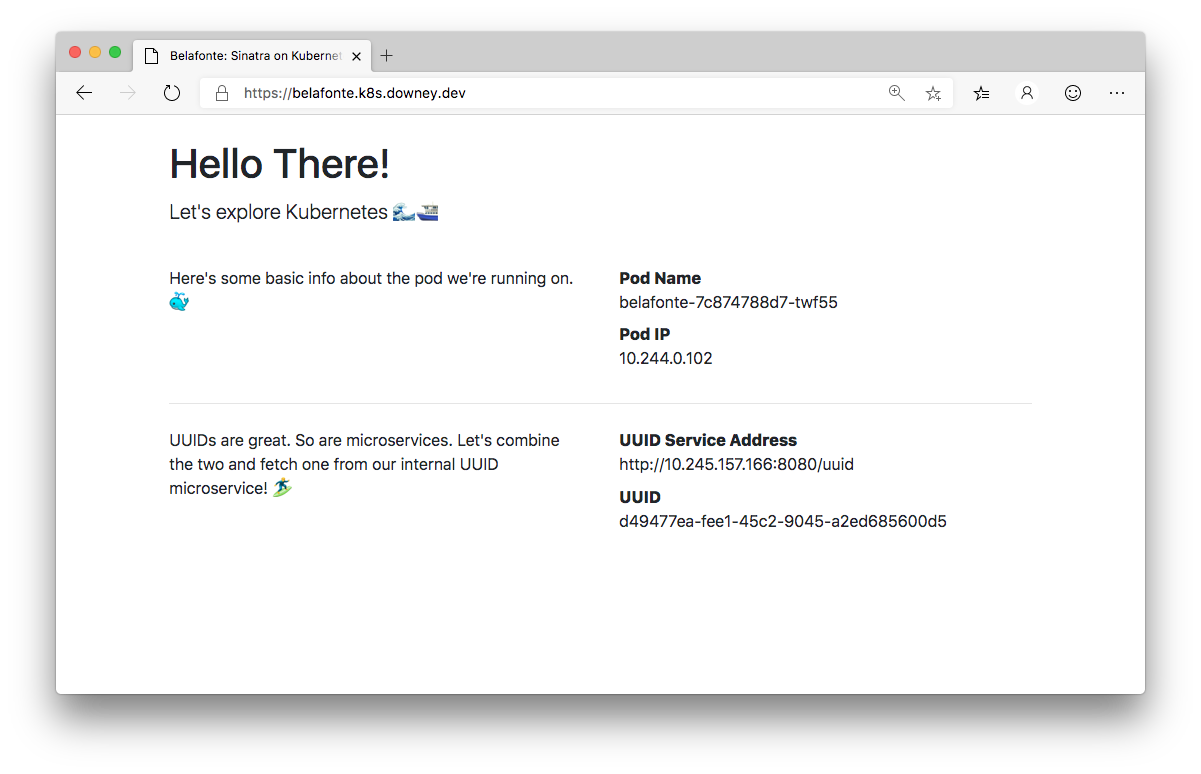 Belafonte: Sinatra on Kubernet
https://belafonte.k8s.downey.dev
Hello There!
Let's explore Kubernetes 🌊🛥
Here's some basic info about the pod we're running on.
🐳
Pod Name
belafonte-7c874788d7-twf55
Pod IP
10.244.0.102
UUIDs are great. So are microservices. Let's combine
the two and fetch one from our internal UUID
microservice! 🏄
UUID Service Address
http://10.245.157.166:8080/uuid
UUID
d49477ea-fee1-45c2-9045-a2ed685600d5